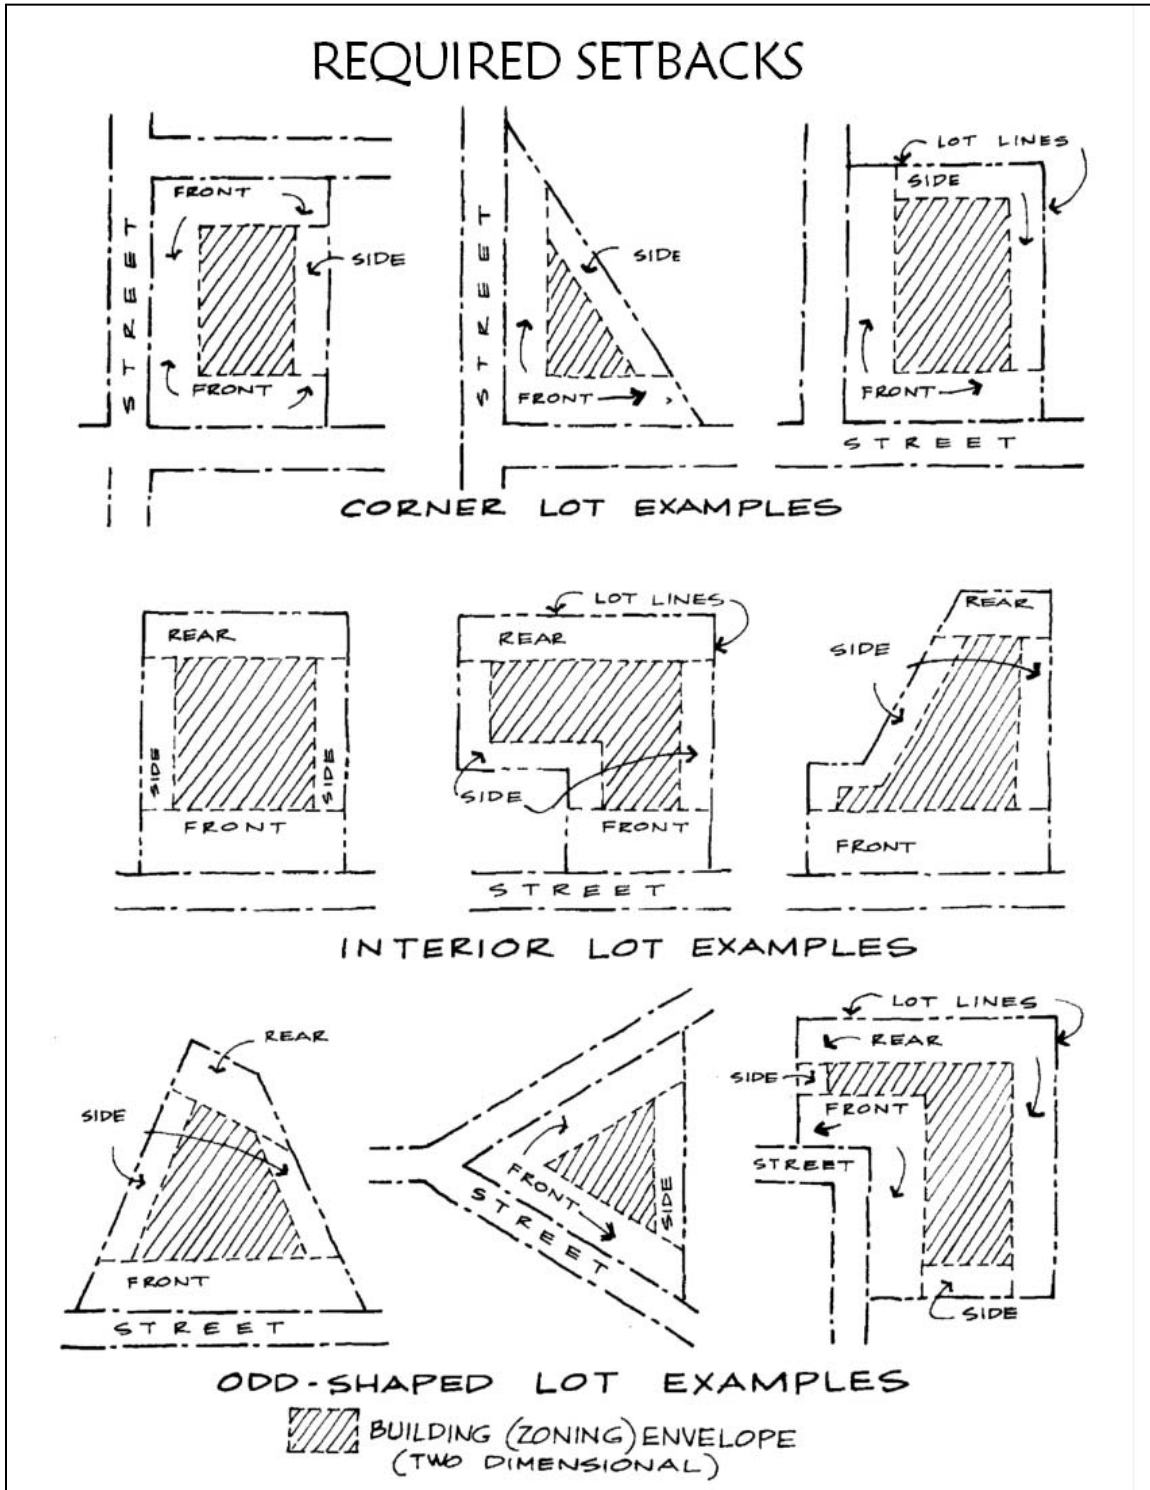 REQUIRED SETBACKS
FRONT
STREET
SIDE
FRONT
STREET
SIDE
FRONT
LOT LINES
SIDE
FRONT
STREET
CORNER LOT EXAMPLES
REAR
SIDE
SIDE
FRONT
LOT LINES
REAR
SIDE
FRONT
STREET
REAR
SIDE
FRONT
INTERIOR LOT EXAMPLES
REAR
SIDE
FRONT
STREET
FRONT
STREET
SIDE
LOT LINES
REAR
SIDE
FRONT
STREET
SIDE
ODD-SHAPED LOT EXAMPLES
BUILDING (ZONING) ENVELOPE
(TWO DIMENSIONAL)